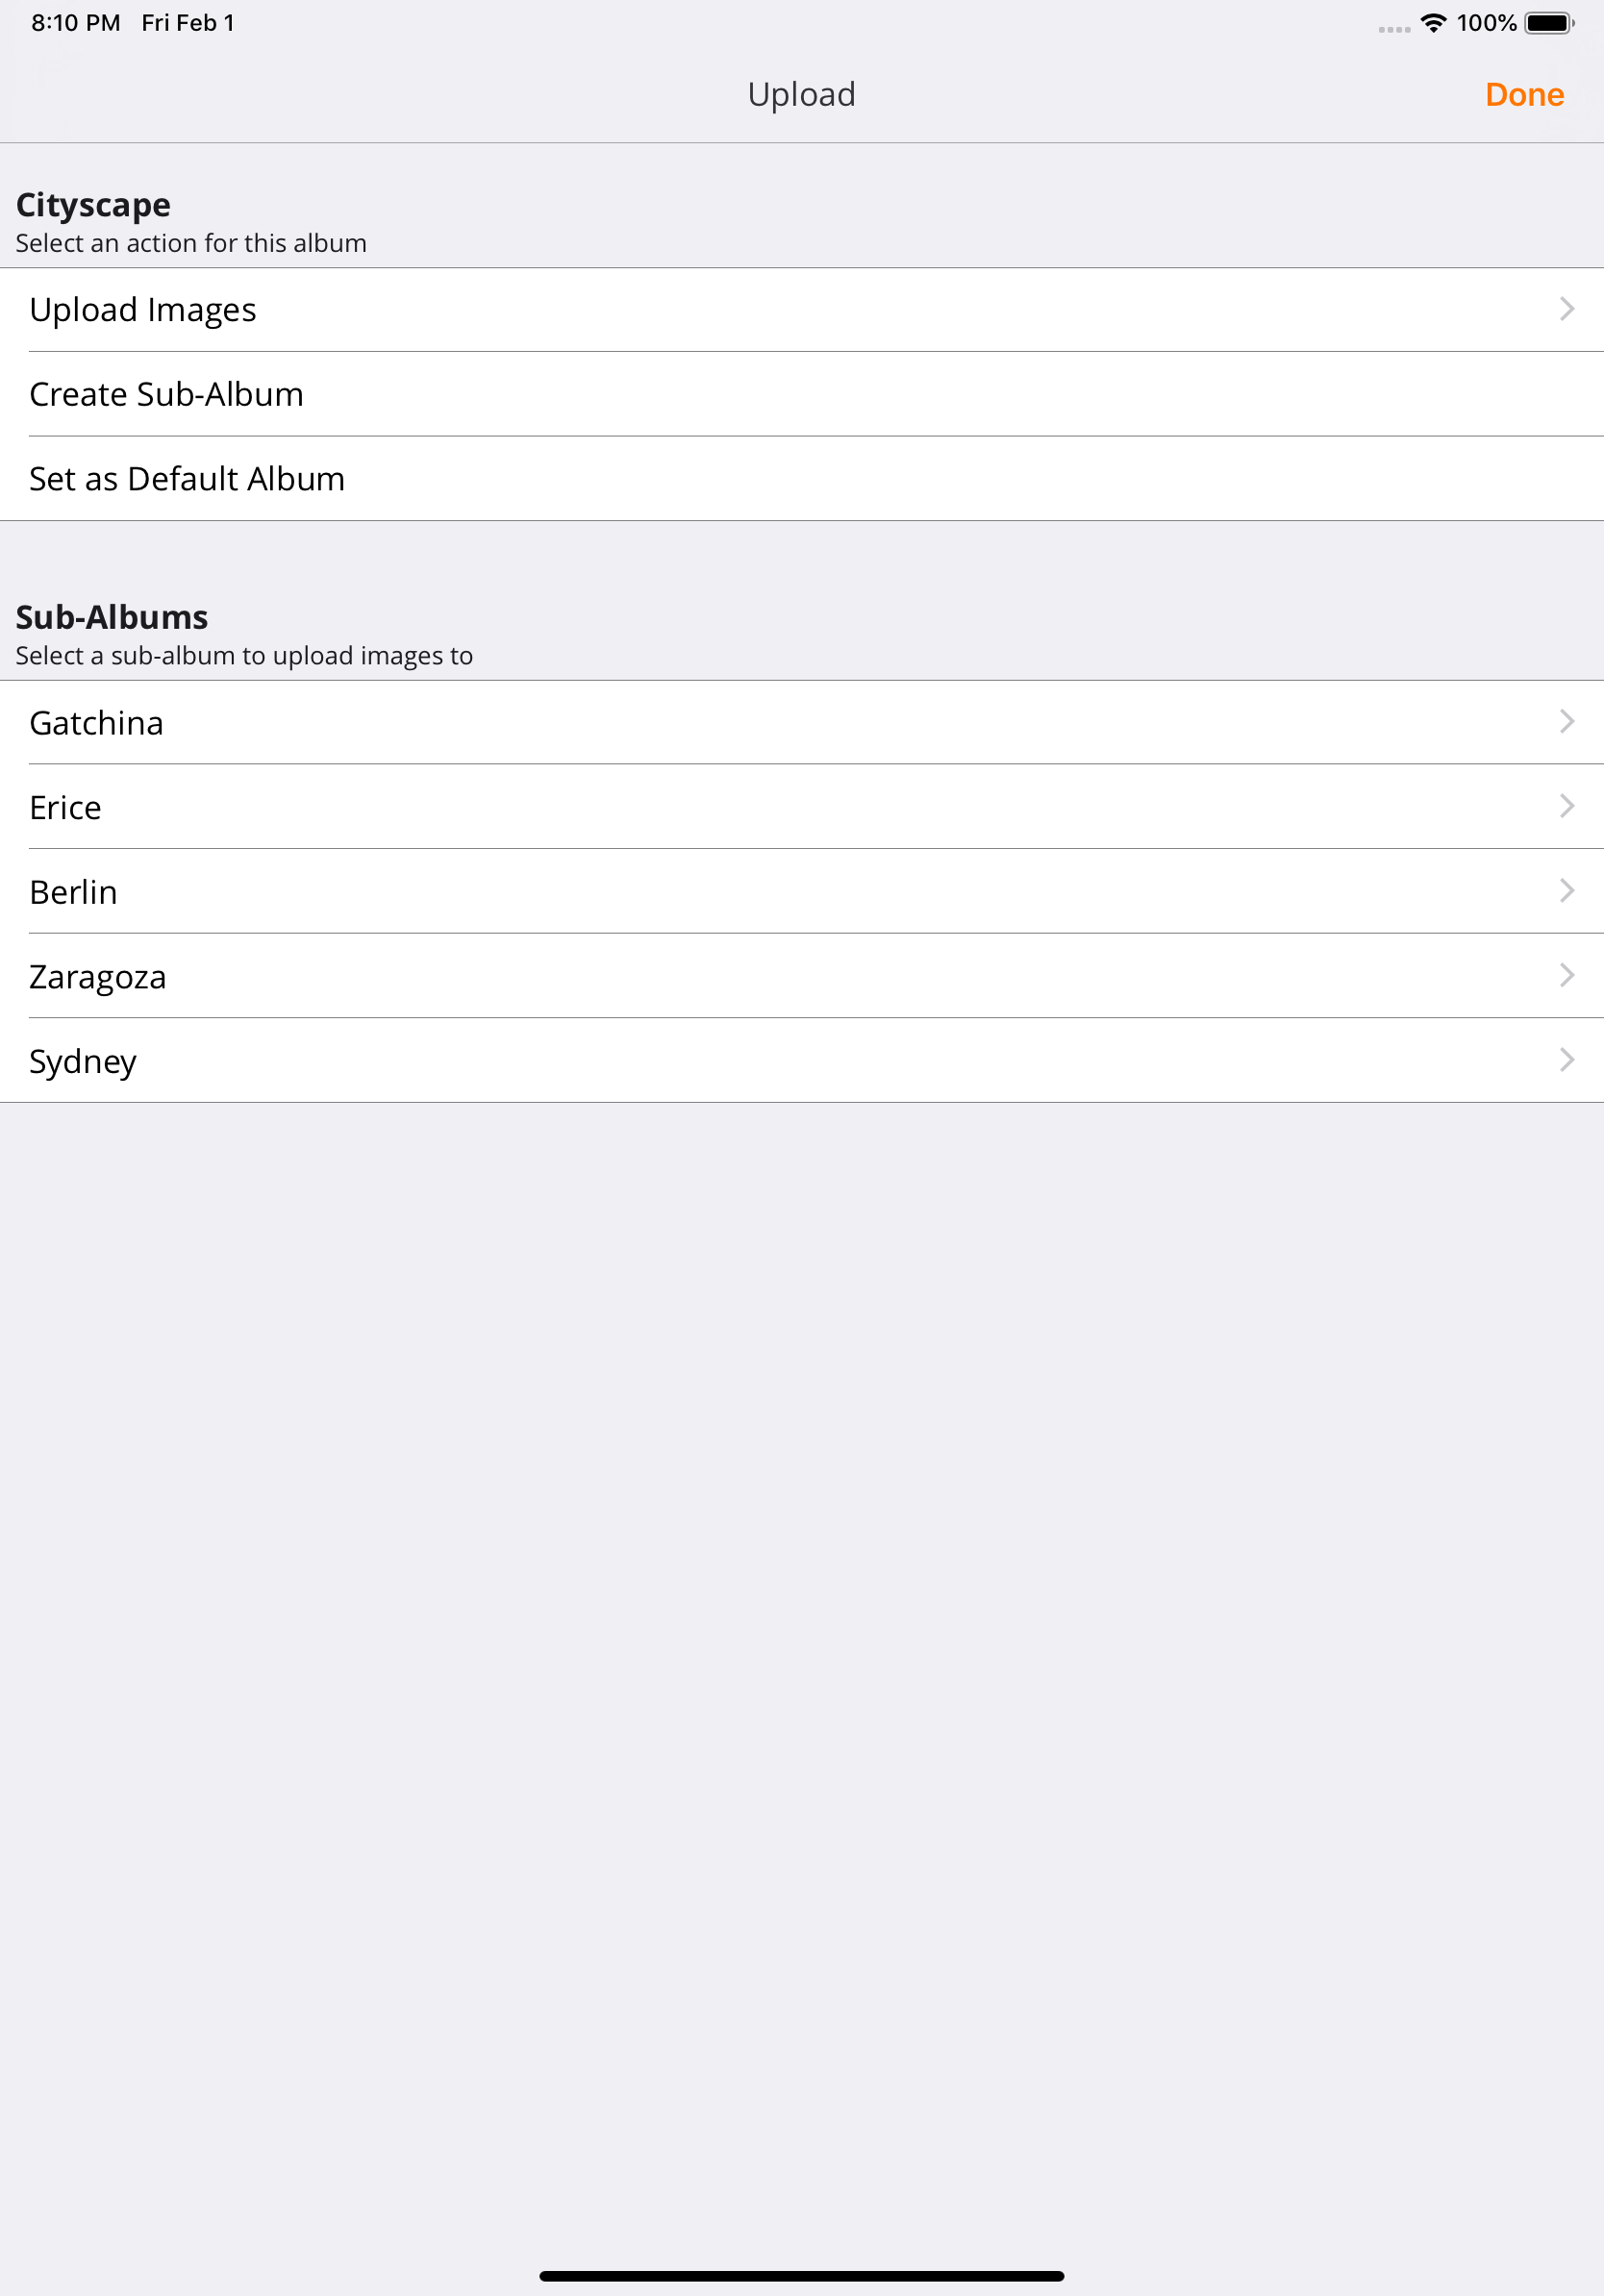 8:10 PM Fri Feb 1 100%
Upload Done
Cityscape
Select an action for this album
Upload Images
Create Sub-Album
Set as Default Album
Sub-Albums
Select a sub-album to upload images to
Gatchina
Erice
Berlin
Zaragoza
Sydney